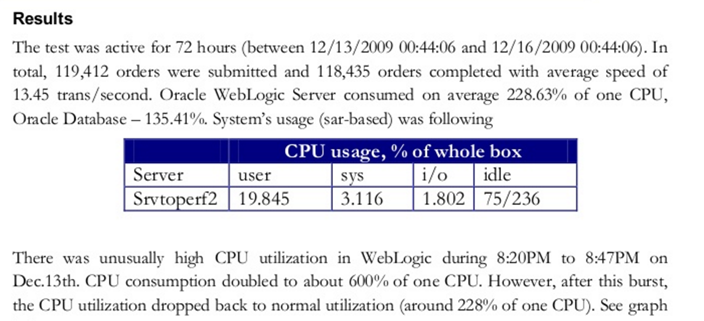 Results
The test was active for 72 hours (between 12/13/2009 00:44:06 and 12/16/2009 00:44:06). In
total, 119,412 orders were submitted and 118,435 orders completed with average speed of
13.45 trans/second. Oracle WebLogic Server consumed on average 228.63% of one CPU,
Oracle Database – 135.41%. System's usage (sar-based) was following
CPU usage, % of whole box
Server user sys i/o idle
Srvtoperf2 19.845 3.116 1.802 75/236
There was unusually high CPU utilization in WebLogic during 8:20PM to 8:47PM on
Dec.13th. CPU consumption doubled to about 600% of one CPU. However, after this burst,
the CPU utilization dropped back to normal utilization (around 228% of one CPU). See graph